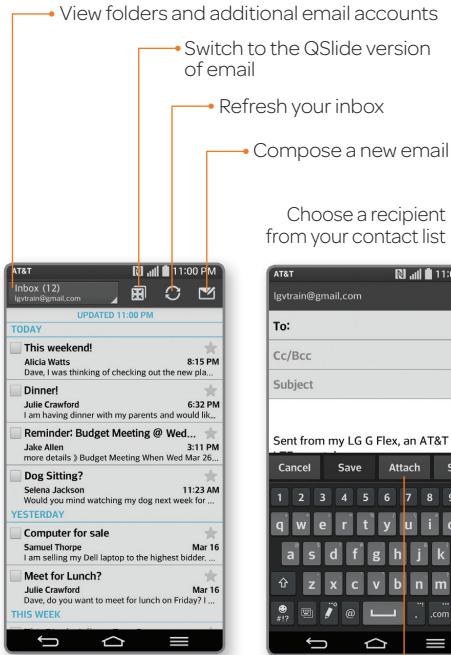 View folders and additional email accounts
Switch to the QSlide version
of email
Refresh your inbox
Compose a new email
Choose a recipient
from your contact list
AT&T 11:00 PM
Inbox (12)
lgvtrain@gmail.com
UPDATED 11:00 PM
TODAY
This weekend!
Alicia Watts 8:15 PM
Dave, I was thinking of checking out the new pla...
Dinner!
Julie Crawford 6:32 PM
I am having dinner with my parents and would lik...
Reminder: Budget Meeting @ Wed...
Jake Allen 3:11 PM
more details » Budget Meeting When Wed Mar 26...
Dog Sitting?
Selena Jackson 11:23 AM
Would you mind watching my dog next week for ...
YESTERDAY
Computer for sale
Samuel Thorpe Mar 16
I am selling my Dell laptop to the highest bidder. ...
Meet for Lunch?
Julie Crawford Mar 16
Dave, do you want to meet for lunch on Friday? I ...
THIS WEEK
AT&T 11:0
lgvtrain@gmail.com
To:
Cc/Bcc
Subject
Sent from my LG G Flex, an AT&T
Cancel Save Attach S
1 2 3 4 5 6 7 8 9
q w e r t y u i
a s d f g h j k
z x c v b n m
#!? @ . .com